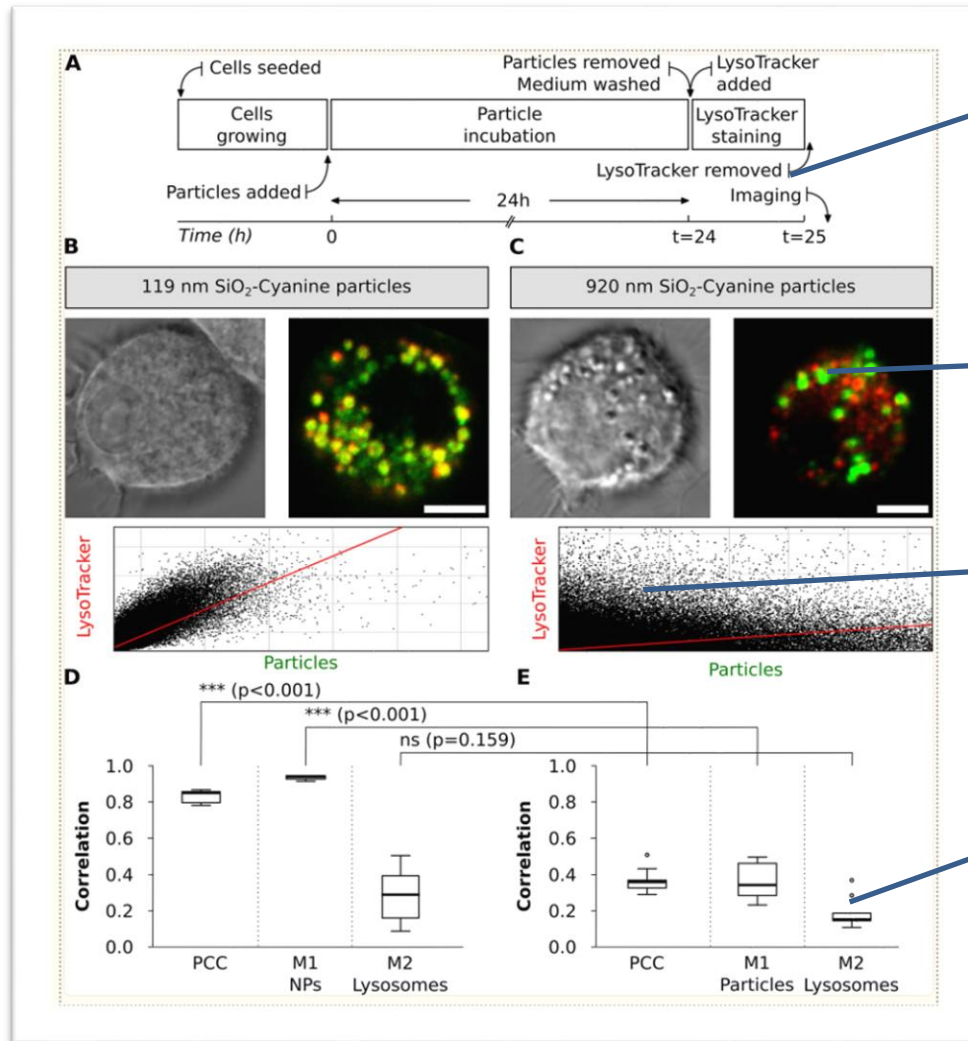 A
Cells seeded
Particles removed
Medium washed
LysoTracker
added
Cells
growing
Particle
incubation
LysoTracker
staining
Particles added
LysoTracker removed
24h
Imaging
Time (h)
0
t=24
t=25
B
C
119 nm SiO₂-Cyanine particles
920 nm SiO₂-Cyanine particles
LysoTracker
Particles
LysoTracker
Particles
D
E
*** (p<0.001)
*** (p<0.001)
ns (p=0.159)
Correlation
1.0
0.8
0.6
0.4
0.2
0.0
PCC
M1
NPs
M2
Lysosomes
Correlation
1.0
0.8
0.6
0.4
0.2
0.0
PCC
M1
Particles
M2
Lysosomes